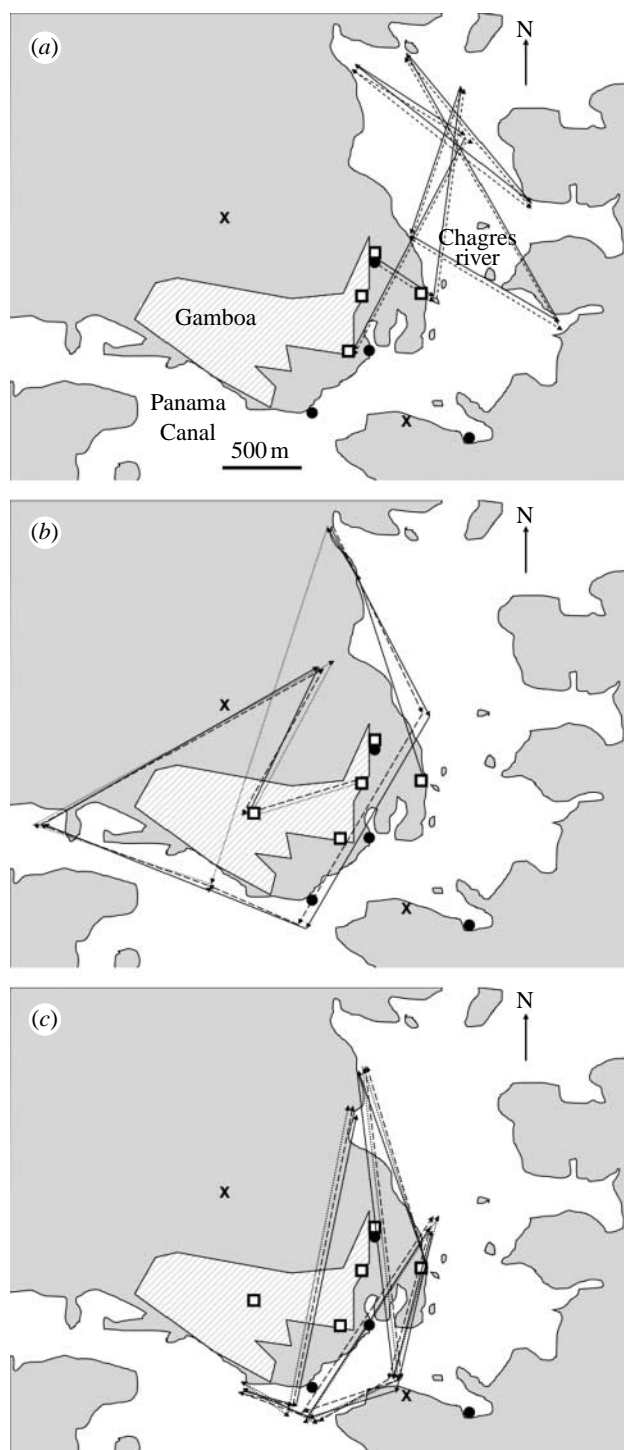 (a)
N
x
Chagres
river
Gamboa
Panama
Canal
x
500 m
(b)
N
x
x
(c)
N
x
x